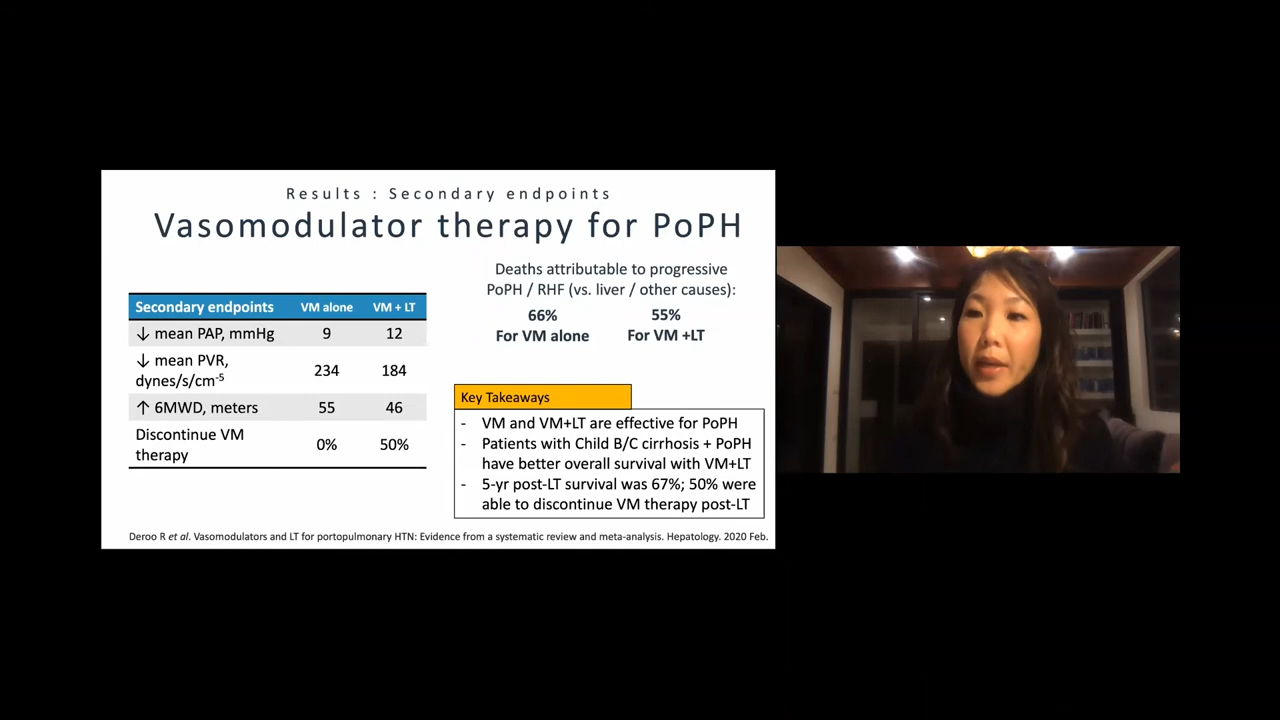 Results : Secondary endpoints
Vasomodulator therapy for PoPH
Secondary endpoints VM alone VM + LT
↓ mean PAP, mmHg 9 12
↓ mean PVR,
dynes/s/cm-5 234 184
↑ 6MWD, meters 55 46
Discontinue VM
therapy 0% 50%
Deaths attributable to progressive
PoPH / RHF (vs. liver / other causes):
66% 55%
For VM alone For VM +LT
Key Takeaways
- VM and VM+LT are effective for PoPH
- Patients with Child B/C cirrhosis + PoPH
have better overall survival with VM+LT
- 5-yr post-LT survival was 67%; 50% were
able to discontinue VM therapy post-LT
Deroo R et al. Vasomodulators and LT for portopulmonary HTN: Evidence from a systematic review and meta-analysis. Hepatology. 2020 Feb.